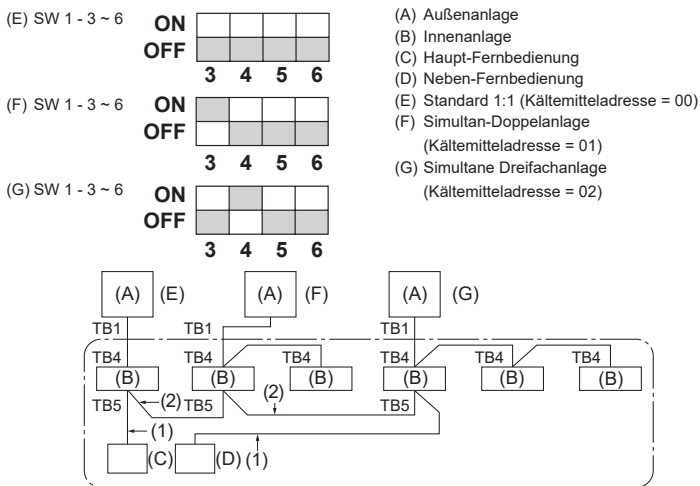 (E) SW 1 - 3 ~ 6
ON
OFF
3 4 5 6
(F) SW 1 - 3 ~ 6
ON
OFF
3 4 5 6
(G) SW 1 - 3 ~ 6
ON
OFF
3 4 5 6
(A) Außenanlage
(B) Innenanlage
(C) Haupt-Fernbedienung
(D) Neben-Fernbedienung
(E) Standard 1:1 (Kältemitteladresse = 00)
(F) Simultan-Doppelanlage
(Kältemitteladresse = 01)
(G) Simultane Dreifachanlage
(Kältemitteladresse = 02)
(A) (E) (A) (F) (A) (G)
TB1 TB1 TB1
TB4 TB4 TB4 TB4 TB4 TB4
(B) (B) (B) (B) (B) (B)
TB5 (2) TB5 (2) TB5
(1)
(C) (D) (1)